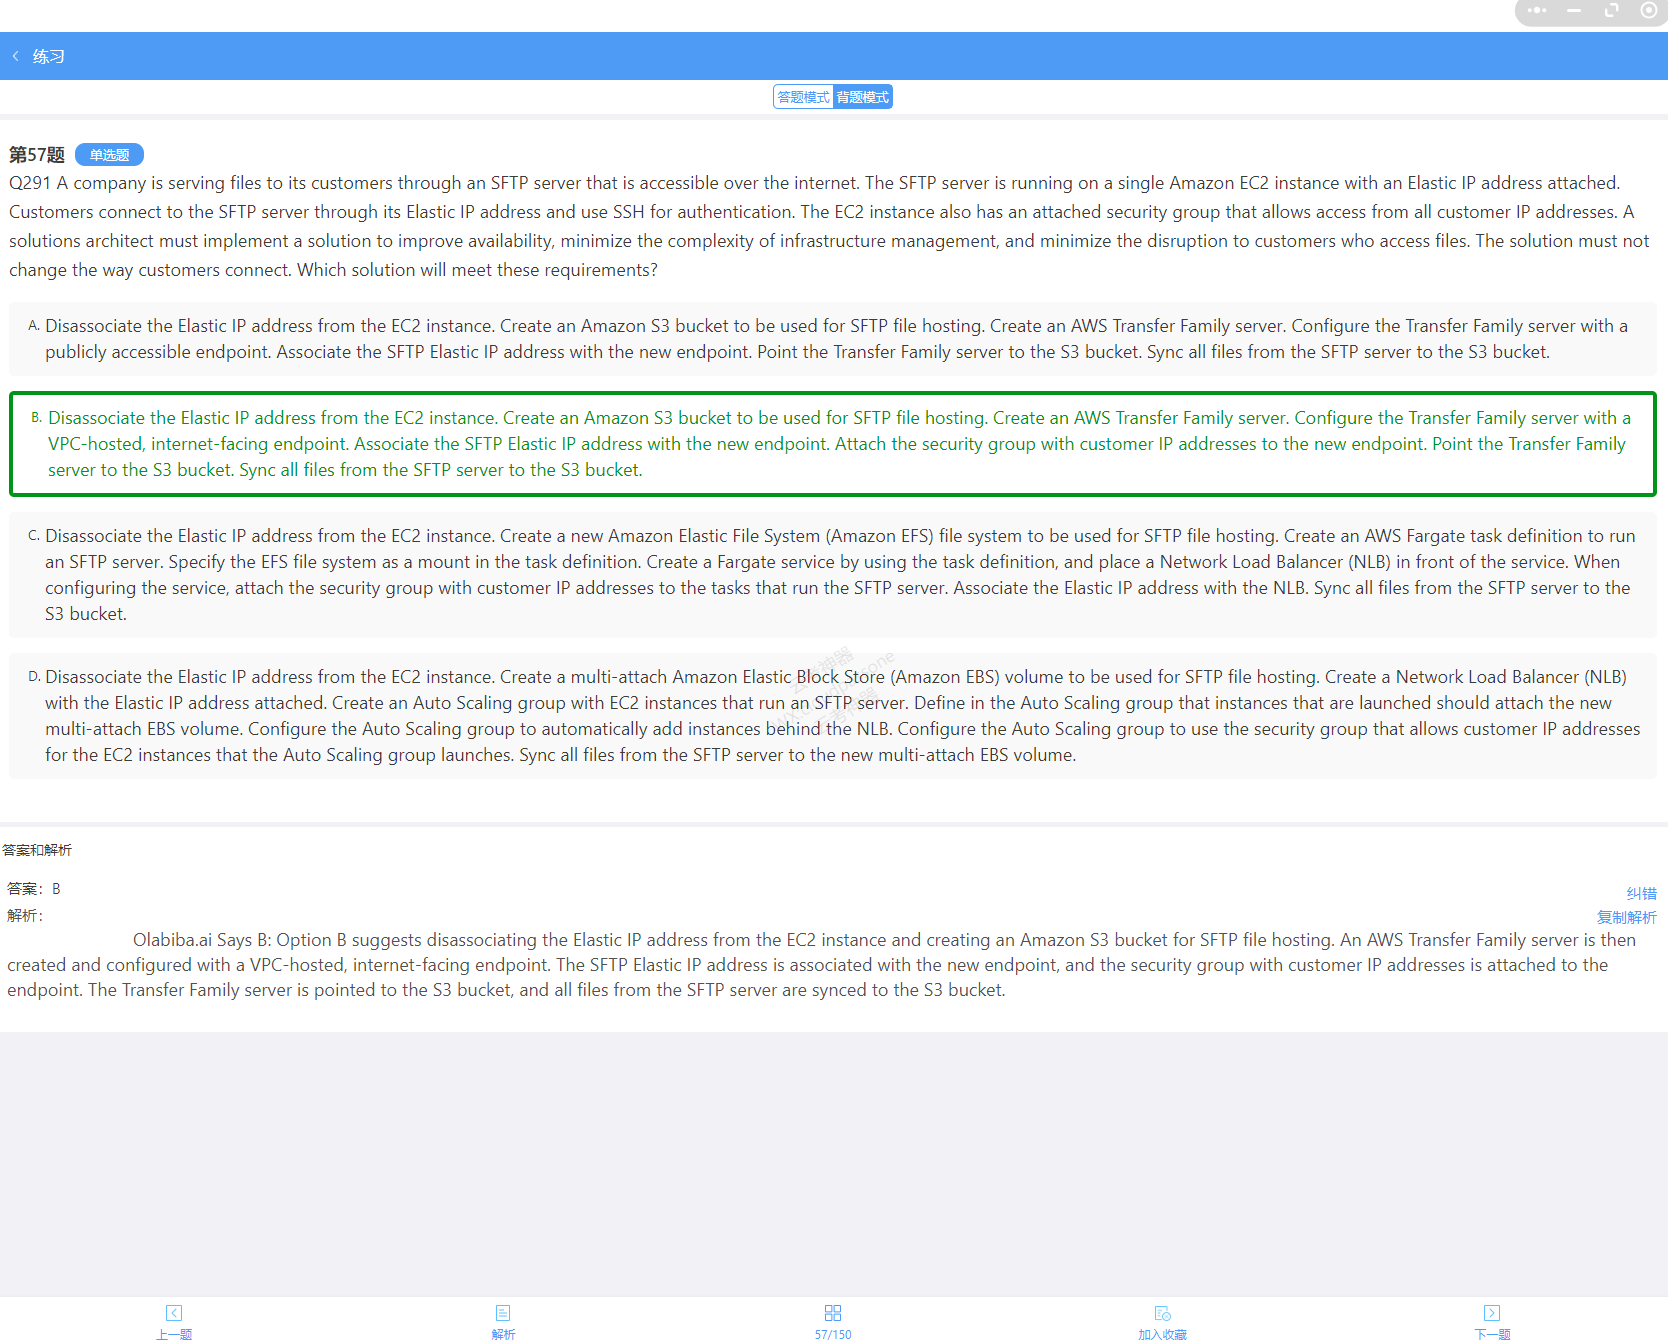 练习
答题模式 背题模式
第57题 单选题
Q291 A company is serving files to its customers through an SFTP server that is accessible over the internet. The SFTP server is running on a single Amazon EC2 instance with an Elastic IP address attached.
Customers connect to the SFTP server through its Elastic IP address and use SSH for authentication. The EC2 instance also has an attached security group that allows access from all customer IP addresses. A
solutions architect must implement a solution to improve availability, minimize the complexity of infrastructure management, and minimize the disruption to customers who access files. The solution must not
change the way customers connect. Which solution will meet these requirements?
A. Disassociate the Elastic IP address from the EC2 instance. Create an Amazon S3 bucket to be used for SFTP file hosting. Create an AWS Transfer Family server. Configure the Transfer Family server with a
publicly accessible endpoint. Associate the SFTP Elastic IP address with the new endpoint. Point the Transfer Family server to the S3 bucket. Sync all files from the SFTP server to the S3 bucket.
B. Disassociate the Elastic IP address from the EC2 instance. Create an Amazon S3 bucket to be used for SFTP file hosting. Create an AWS Transfer Family server. Configure the Transfer Family server with a
VPC-hosted, internet-facing endpoint. Associate the SFTP Elastic IP address with the new endpoint. Attach the security group with customer IP addresses to the new endpoint. Point the Transfer Family
server to the S3 bucket. Sync all files from the SFTP server to the S3 bucket.
C. Disassociate the Elastic IP address from the EC2 instance. Create a new Amazon Elastic File System (Amazon EFS) file system to be used for SFTP file hosting. Create an AWS Fargate task definition to run
an SFTP server. Specify the EFS file system as a mount in the task definition. Create a Fargate service by using the task definition, and place a Network Load Balancer (NLB) in front of the service. When
configuring the service, attach the security group with customer IP addresses to the tasks that run the SFTP server. Associate the Elastic IP address with the NLB. Sync all files from the SFTP server to the
S3 bucket.
D. Disassociate the Elastic IP address from the EC2 instance. Create a multi-attach Amazon Elastic Block Store (Amazon EBS) volume to be used for SFTP file hosting. Create a Network Load Balancer (NLB)
with the Elastic IP address attached. Create an Auto Scaling group with EC2 instances that run an SFTP server. Define in the Auto Scaling group that instances that are launched should attach the new
multi-attach EBS volume. Configure the Auto Scaling group to automatically add instances behind the NLB. Configure the Auto Scaling group to use the security group that allows customer IP addresses
for the EC2 instances that the Auto Scaling group launches. Sync all files from the SFTP server to the new multi-attach EBS volume.
答案和解析
答案：B
纠错
解析：
复制解析
Olabiba.ai Says B: Option B suggests disassociating the Elastic IP address from the EC2 instance and creating an Amazon S3 bucket for SFTP file hosting. An AWS Transfer Family server is then
created and configured with a VPC-hosted, internet-facing endpoint. The SFTP Elastic IP address is associated with the new endpoint, and the security group with customer IP addresses is attached to the
endpoint. The Transfer Family server is pointed to the S3 bucket, and all files from the SFTP server are synced to the S3 bucket.
上一题 解析 57/150 加入收藏 下一题